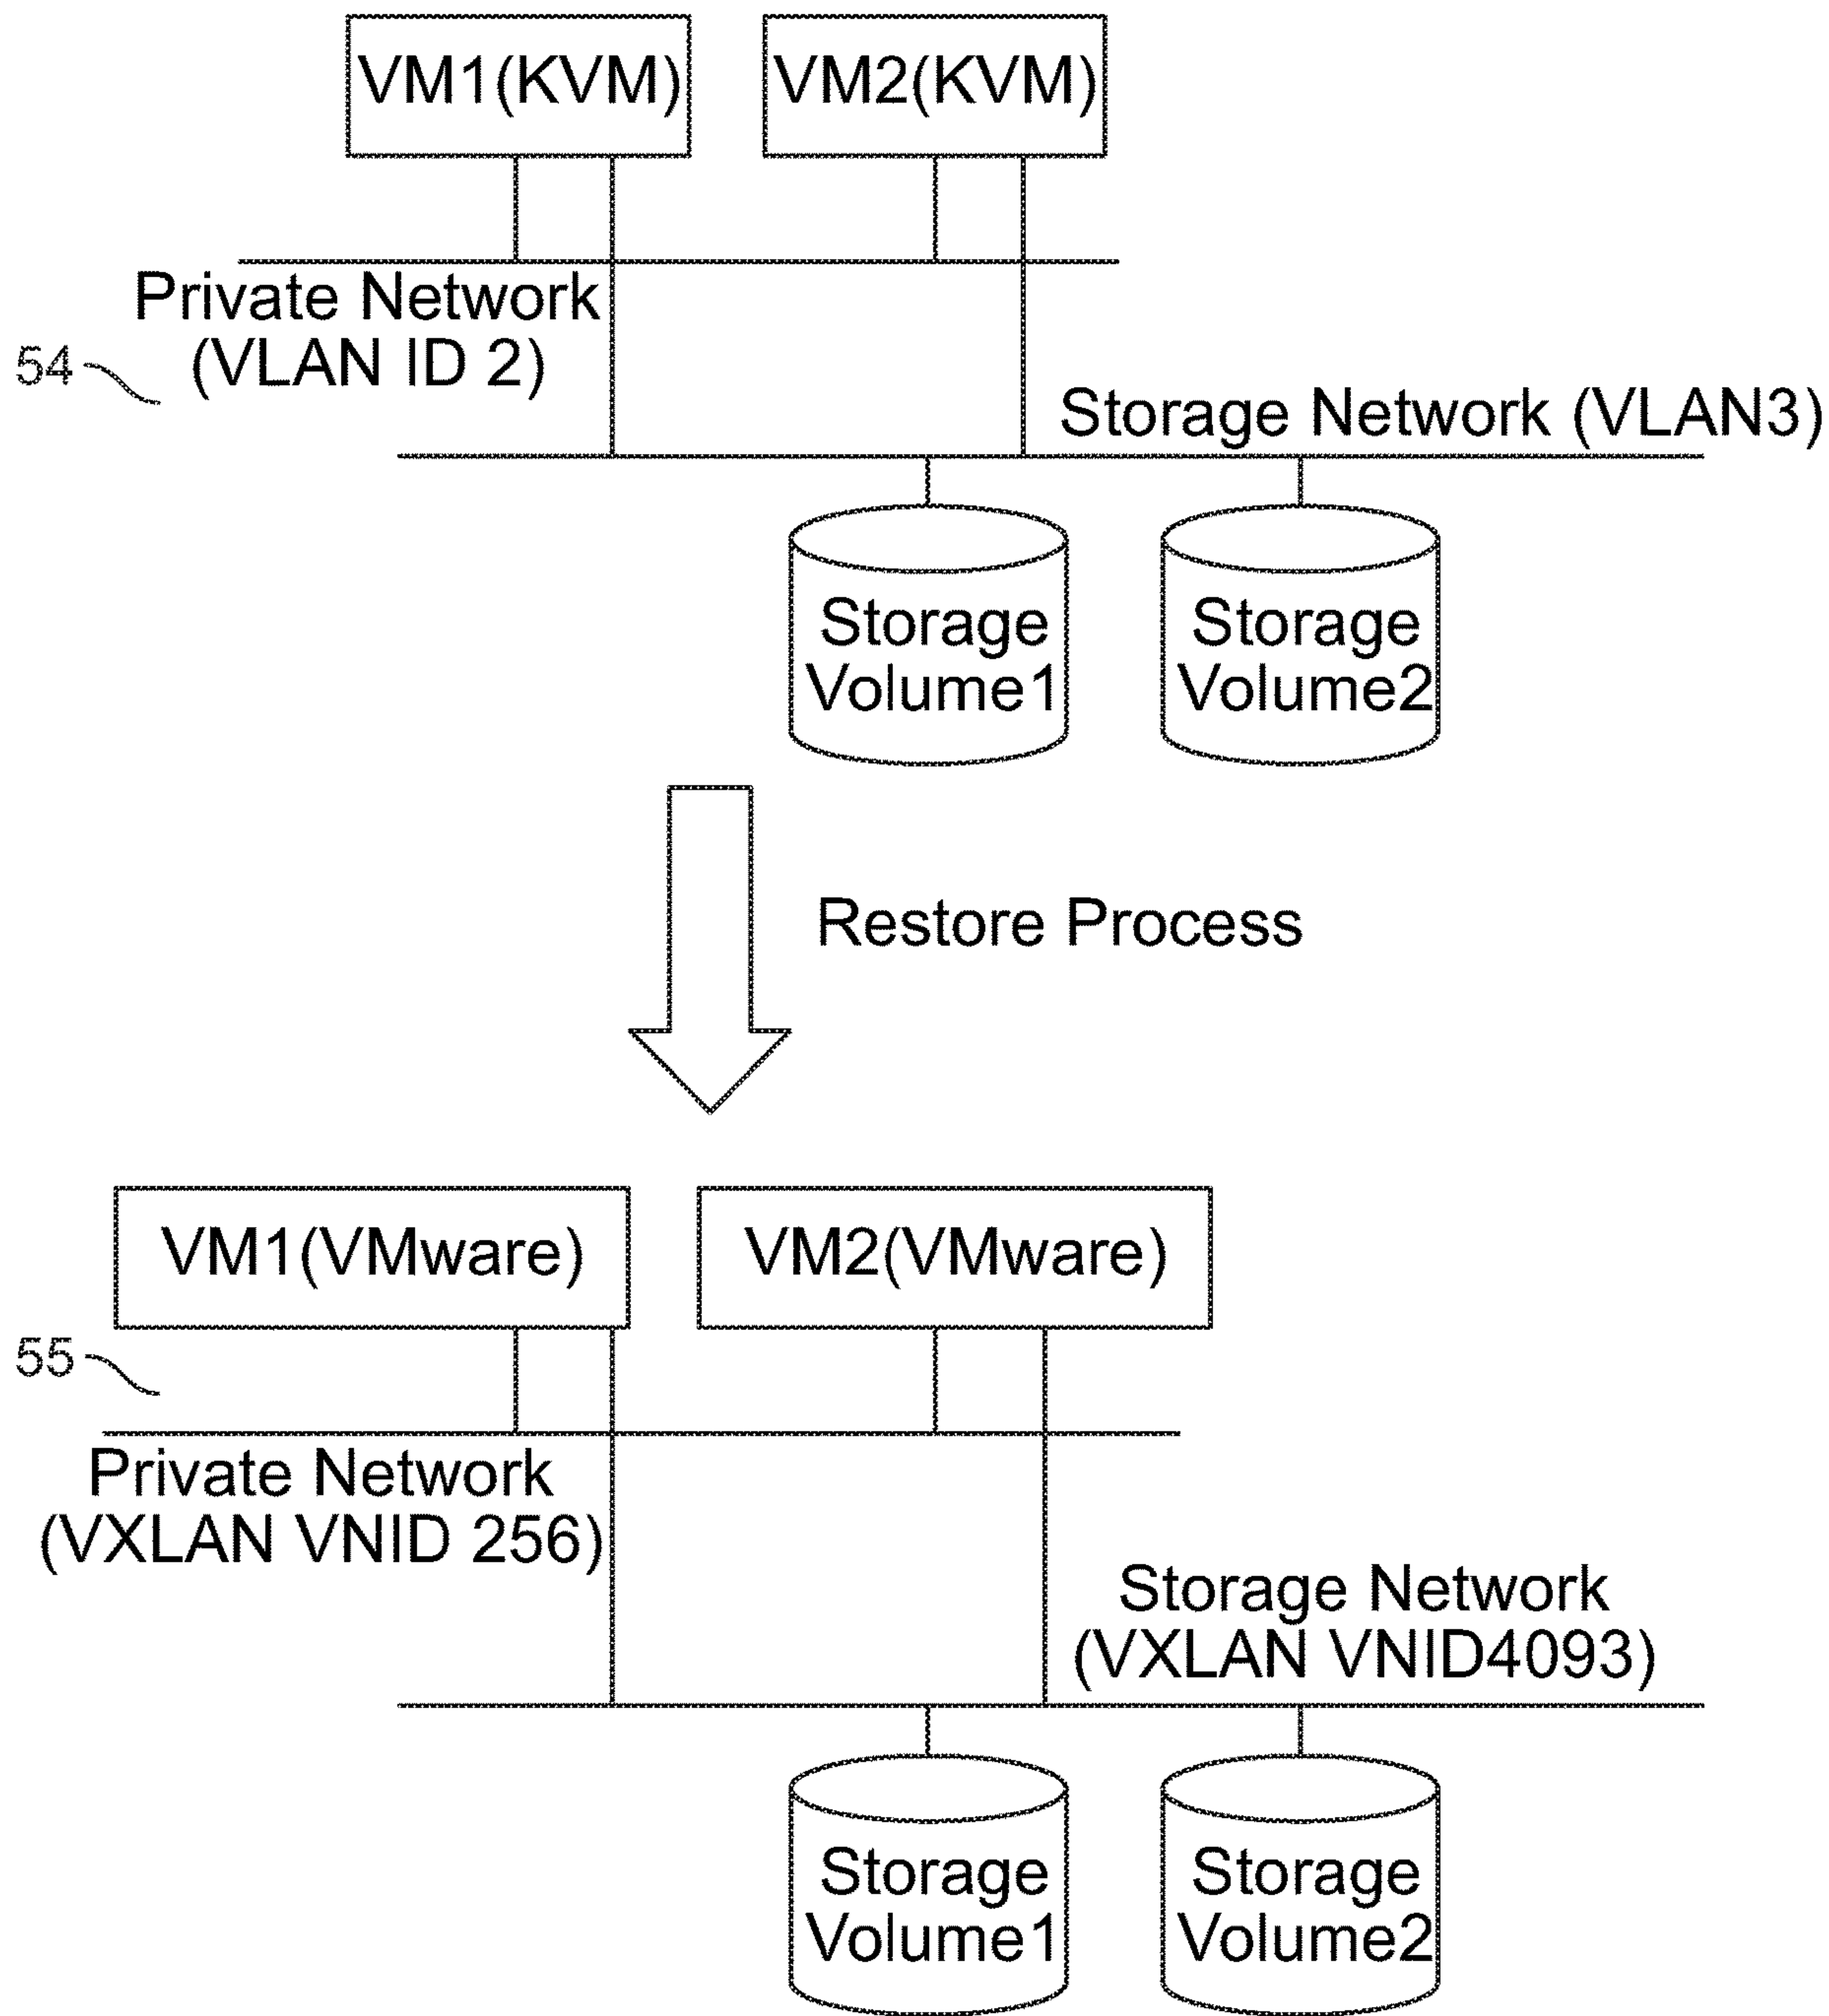 VM1(KVM)
VM2(KVM)
Private Network
(VLAN ID 2)
54
Storage Network (VLAN3)
Storage
Volume1
Storage
Volume2
Restore Process
VM1(VMware)
VM2(VMware)
55
Private Network
(VXLAN VNID 256)
Storage Network
(VXLAN VNID4093)
Storage
Volume1
Storage
Volume2